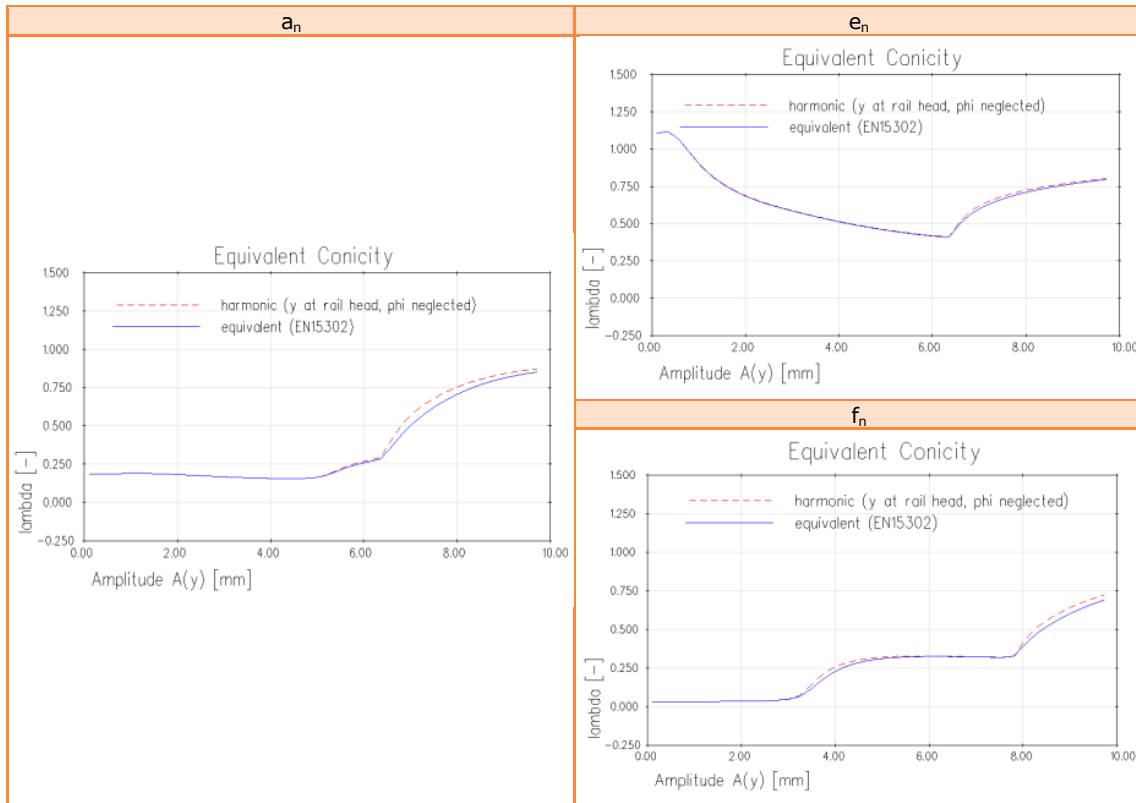 aₙ
Equivalent Conicity
1.500
harmonic (y at rail head, phi neglected)
1.250
equivalent (EN15302)
1.000
0.750
0.500
0.250
0.000
-0.250
lambda [-]
0.00 2.00 4.00 6.00 8.00 10.00
Amplitude A(y) [mm]
eₙ
Equivalent Conicity
1.500
harmonic (y at rail head, phi neglected)
1.250
equivalent (EN15302)
1.000
0.750
0.500
0.250
0.000
-0.250
lambda [-]
0.00 2.00 4.00 6.00 8.00 10.00
Amplitude A(y) [mm]
fₙ
Equivalent Conicity
1.500
harmonic (y at rail head, phi neglected)
1.250
equivalent (EN15302)
1.000
0.750
0.500
0.250
0.000
-0.250
lambda [-]
0.00 2.00 4.00 6.00 8.00 10.00
Amplitude A(y) [mm]